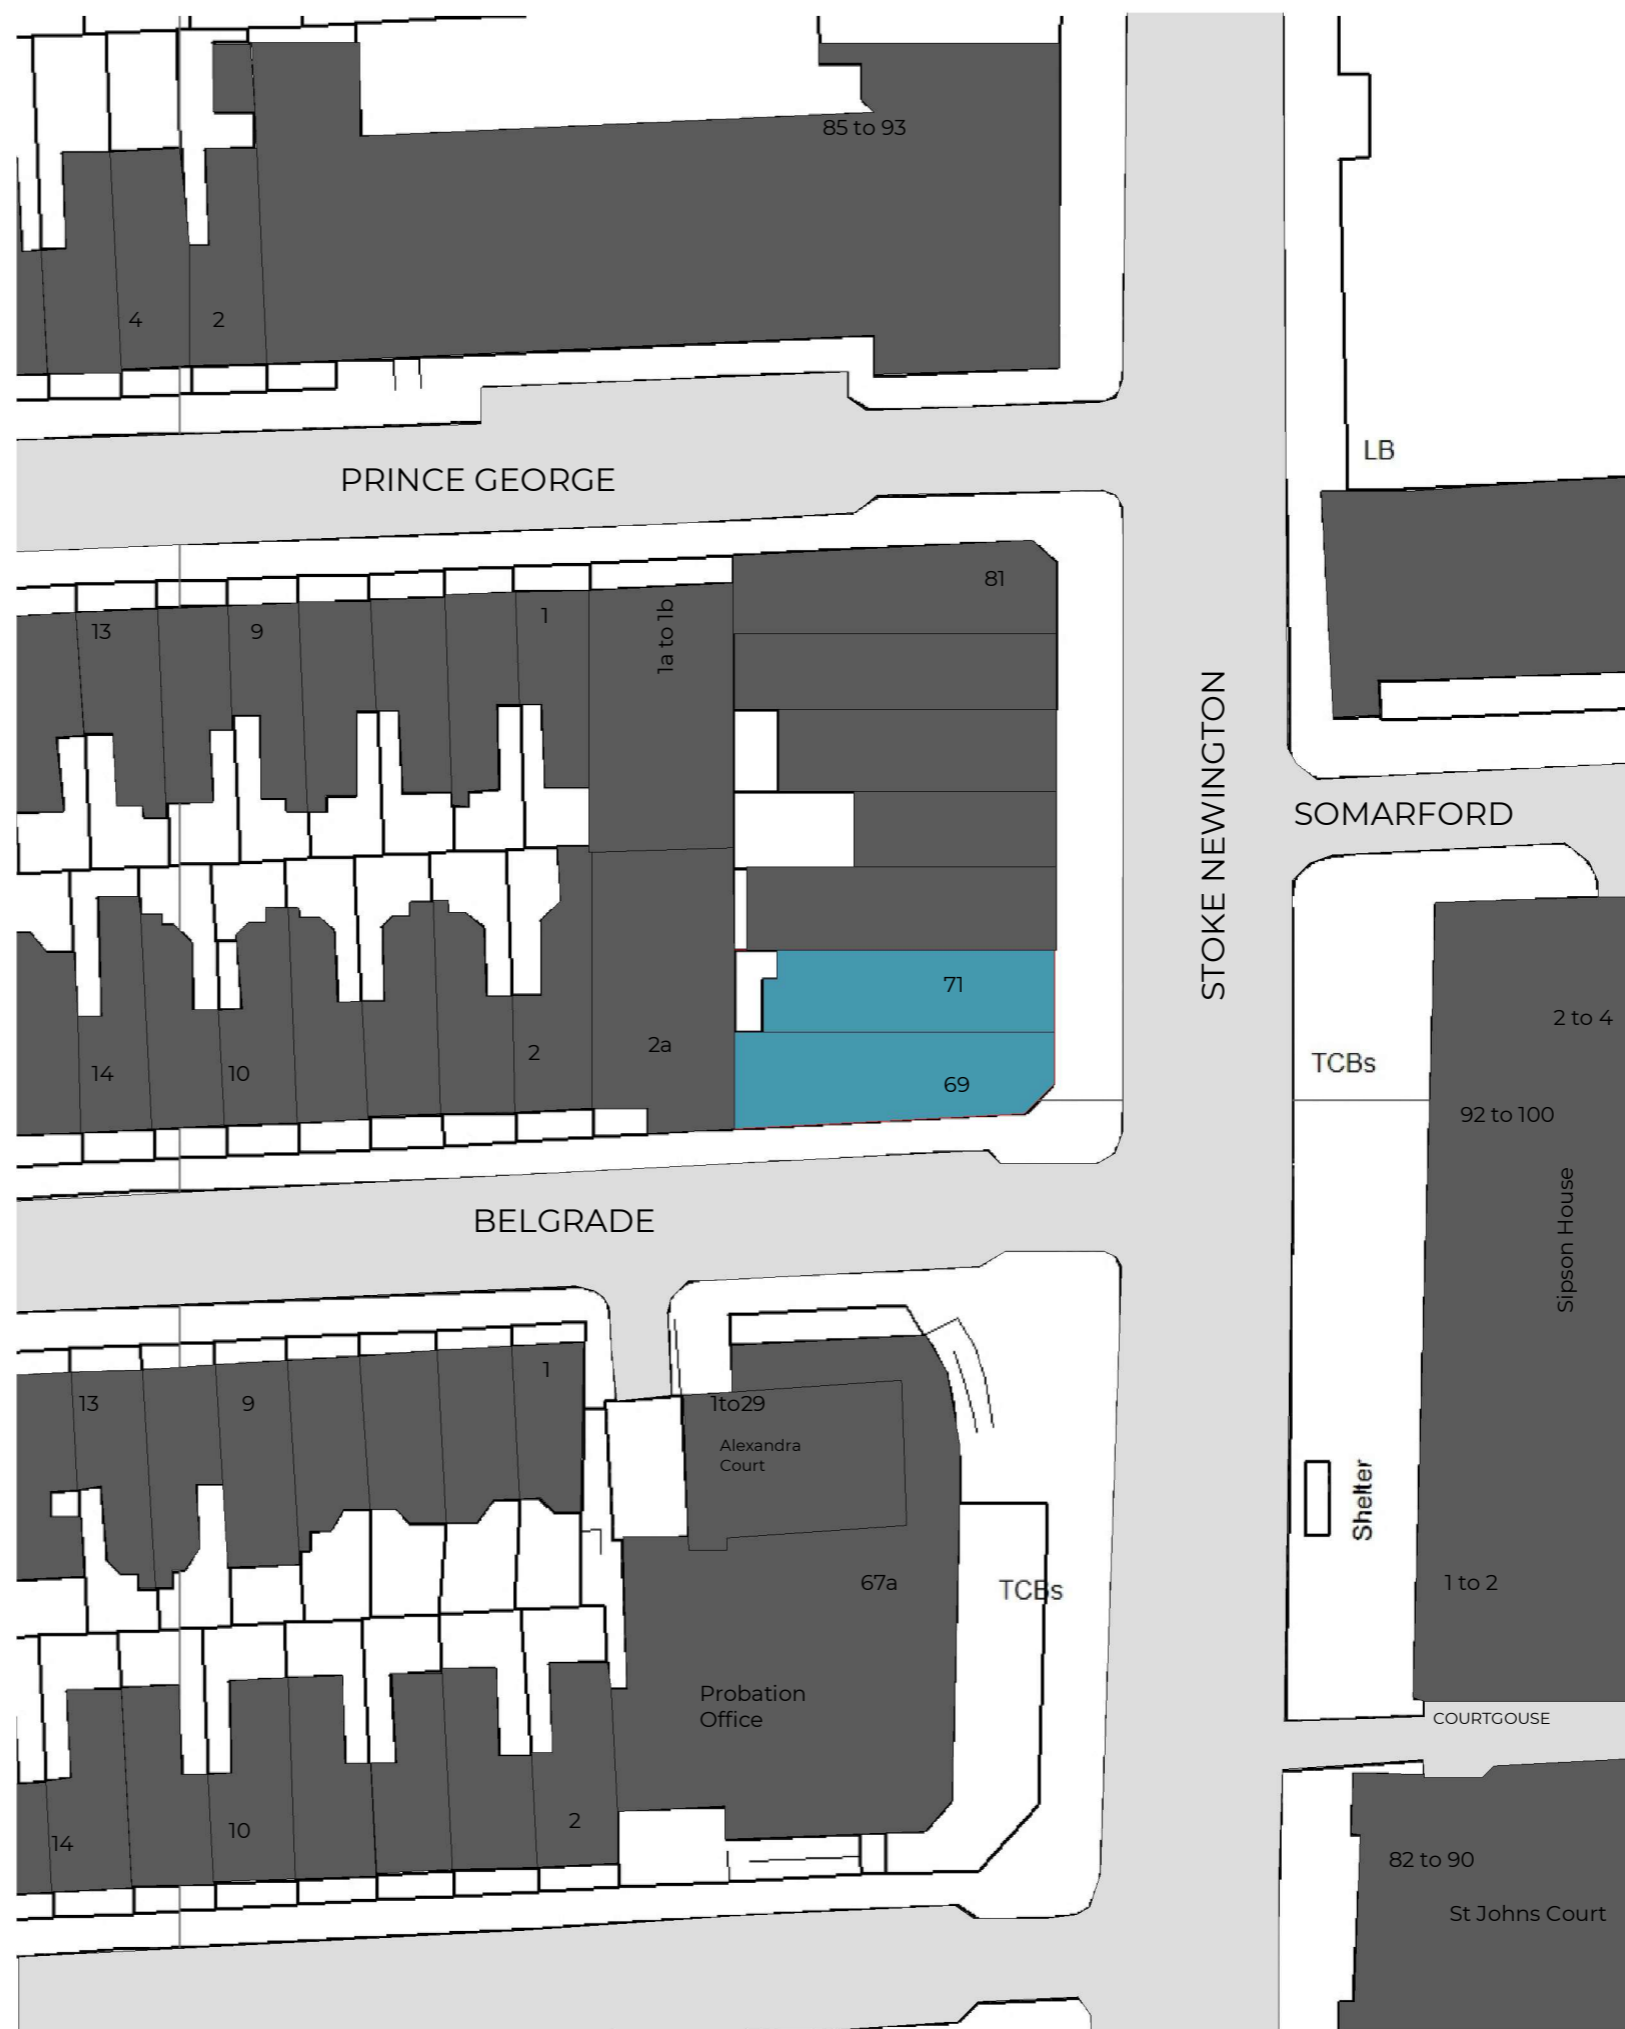 85 to 93
4
2
LB
PRINCE GEORGE
81
1a to 1b
13
9
1
STOKE NEWINGTON
SOMARFORD
71
2 to 4
2
2a
TCBs
14
10
69
92 to 100
Sipson House
BELGRADE
1
13
9
1to29
Alexandra
Court
Shelter
67a
TCBs
1 to 2
Probation
Office
COURTGOUSE
2
10
14
82 to 90
St Johns Court